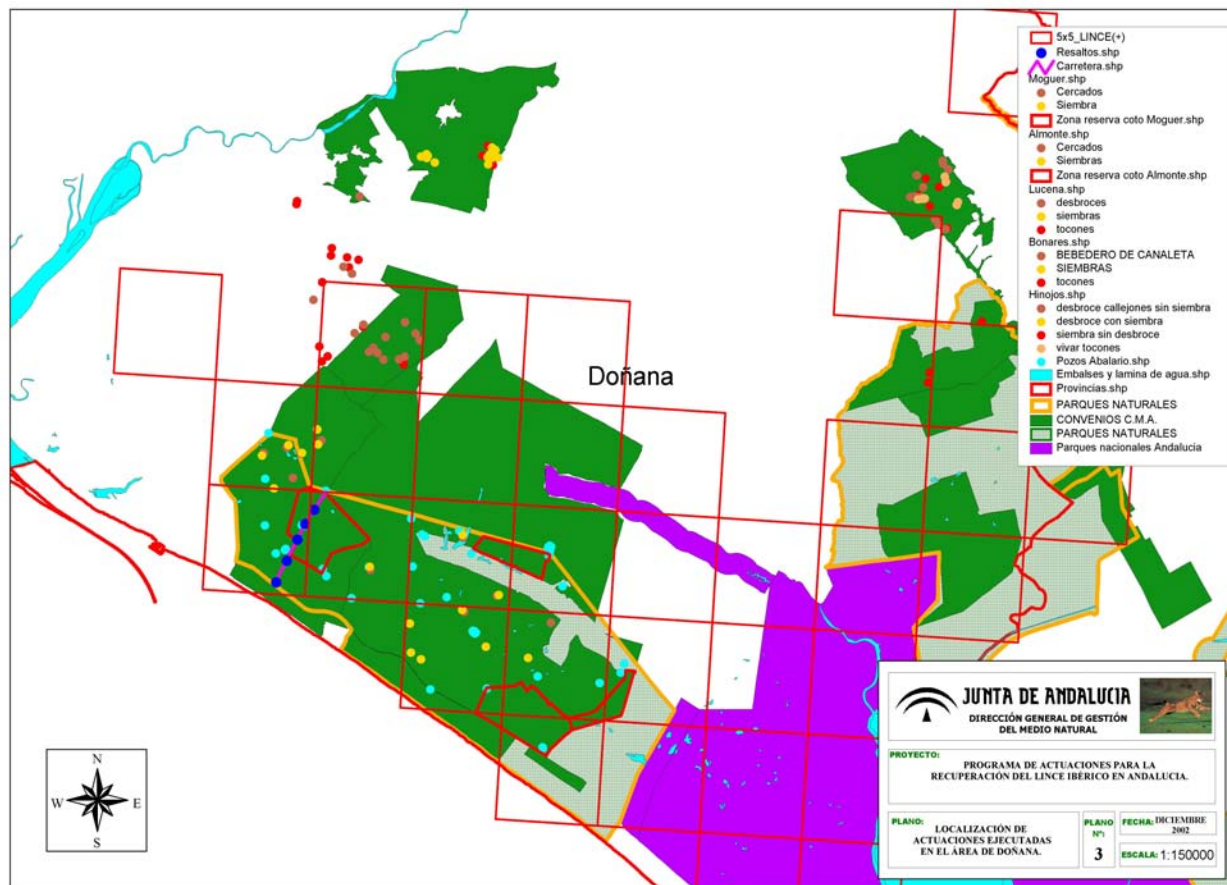 5x5_LINCE(+)
Resaltos.shp
Carretera.shp
Moguer.shp
Cercados
Siembra
Zona reserva coto Moguer.shp
Almonte.shp
Cercados
Siembras
Zona reserva coto Almonte.shp
Lucena.shp
desbroces
siembras
tocones
Bonares.shp
BEBEDERO DE CANALETA
SIEMBRAS
tocones
Hinojos.shp
desbroce callejones sin siembra
desbroce con siembra
siembra sin desbroce
vivar tocones
Pozos Abalario.shp
Embalses y lamina de agua.shp
Provincias.shp
PARQUES NATURALES
CONVENIOS C.M.A.
PARQUES NATURALES
Parques nacionales Andalucia
Doñana
N
W E
S
JUNTA DE ANDALUCIA
DIRECCIÓN GENERAL DE GESTIÓN
DEL MEDIO NATURAL
PROYECTO:
PROGRAMA DE ACTUACIONES PARA LA
RECUPERACIÓN DEL LINCE IBÉRICO EN ANDALUCIA.
PLANO:
LOCALIZACIÓN DE
ACTUACIONES EJECUTADAS
EN EL ÁREA DE DOÑANA.
PLANO
Nº:
3
FECHA: DICIEMBRE
2002
ESCALA: 1:150000